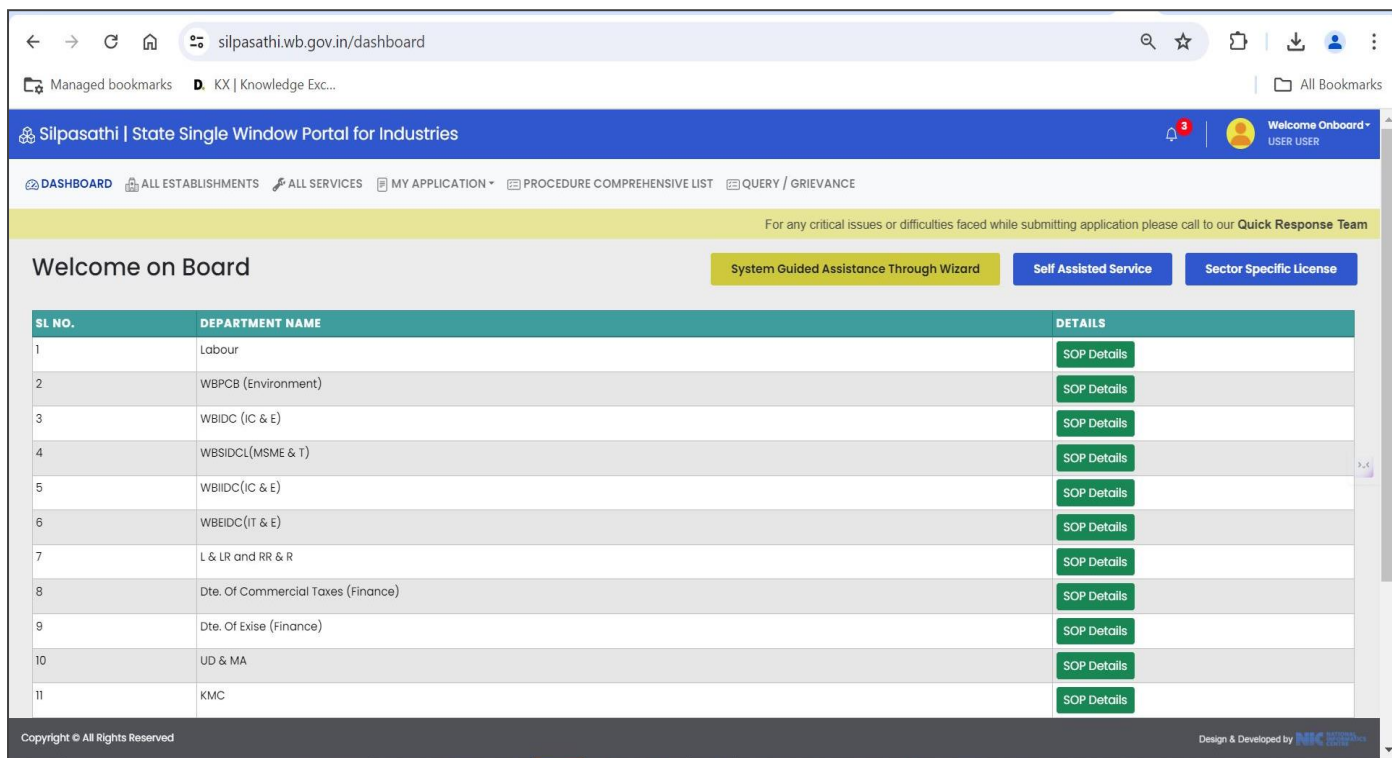 silpasathi.wb.gov.in/dashboard
Managed bookmarks D. KX | Knowledge Exc... All Bookmarks
Silpasathi | State Single Window Portal for Industries 3 Welcome Onboard
USER USER
DASHBOARD ALL ESTABLISHMENTS ALL SERVICES MY APPLICATION PROCEDURE COMPREHENSIVE LIST QUERY / GRIEVANCE
For any critical issues or difficulties faced while submitting application please call to our Quick Response Team
Welcome on Board System Guided Assistance Through Wizard Self Assisted Service Sector Specific License
SL NO. DEPARTMENT NAME DETAILS
1 Labour SOP Details
2 WBPCB (Environment) SOP Details
3 WBIDC (IC & E) SOP Details
4 WBSIDCL(MSME & T) SOP Details
5 WBIIDC(IC & E) SOP Details
6 WBEIDC(IT & E) SOP Details
7 L & LR and RR & R SOP Details
8 Dte. Of Commercial Taxes (Finance) SOP Details
9 Dte. Of Exise (Finance) SOP Details
10 UD & MA SOP Details
11 KMC SOP Details
Copyright © All Rights Reserved Design & Developed by NIC NATIONAL INFORMATICS CENTRE